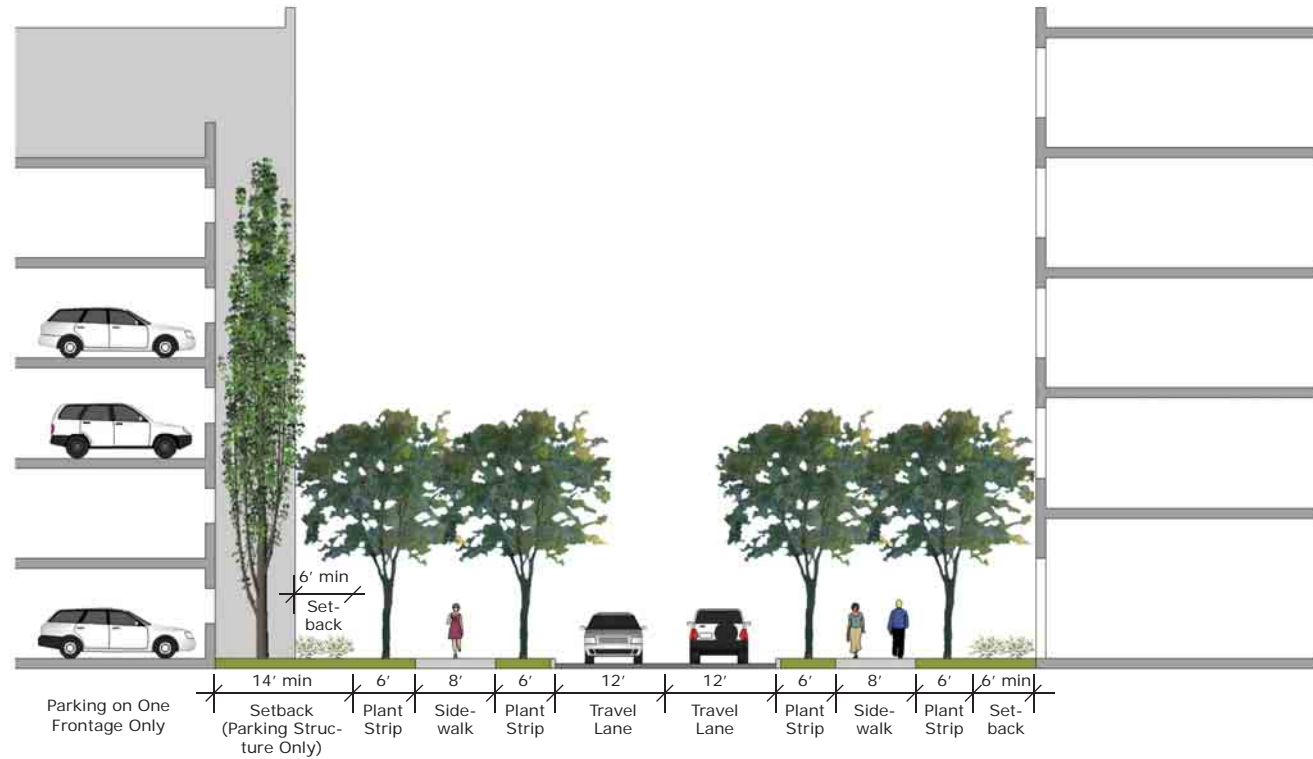 6' min
Set-
back
14' min
6'
8'
6'
12'
12'
6'
8'
6'
6' min
Parking on One
Frontage Only
Setback
(Parking Struc-
ture Only)
Plant
Strip
Side-
walk
Plant
Strip
Travel
Lane
Travel
Lane
Plant
Strip
Side-
walk
Plant
Strip
Set-
back